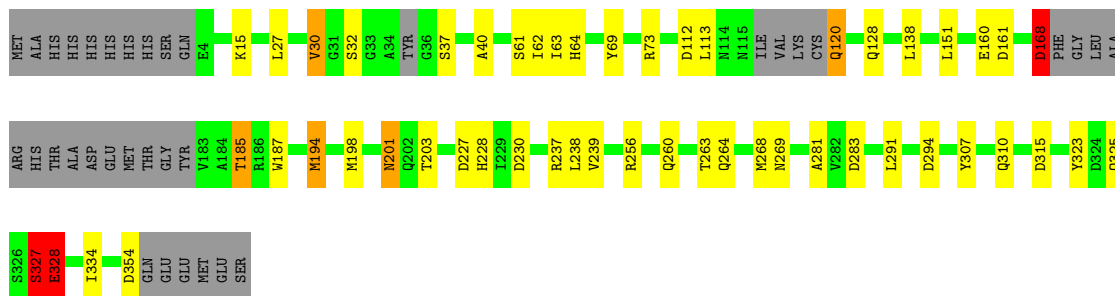 MET ALA HIS HIS HIS HIS HIS HIS SER GLN E4 K15 L27 V30 G31 S32 G33 A34 TYR G36 S37 A40 S61 I62 I63 H64 Y69 R73 D112 L113 N114 N115 ILE VAL LYS CYS Q120 Q128 L138 L151 E160 D161 D168 PHE GLY LEU ALA
ARG HIS THR ALA ASP GLU MET THR GLY TYR V183 A184 T185 R186 W187 M194 M198 N201 Q202 T203 D227 H228 I229 D230 R237 L238 V239 R256 Q260 T263 Q264 M268 N269 A281 V282 D283 L291 D294 Y307 Q310 D315 Y323 D324
S326 S327 E328 I334 D354 GLN GLU GLU MET GLU SER